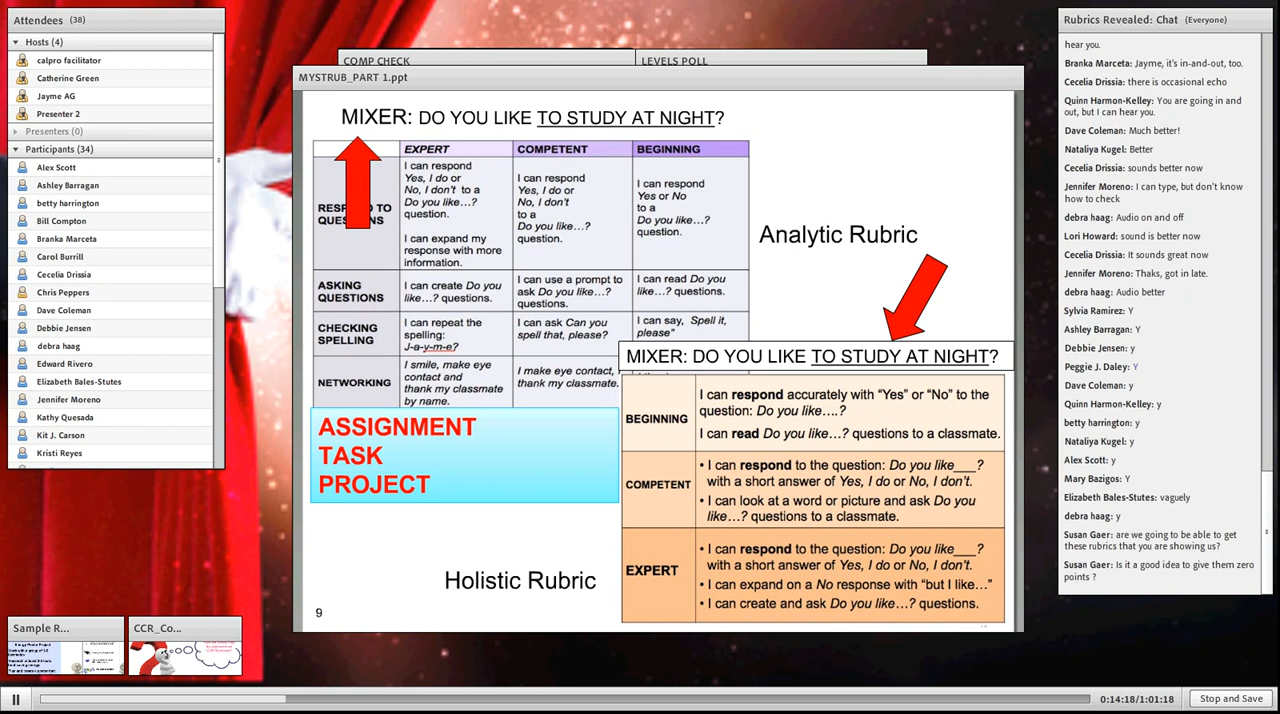 Attendees (38)
Hosts (4)
calpro facilitator
Catherine Green
Jayme AG
Presenter 2
Presenters (0)
Participants (34)
Alex Scott
Ashley Barragan
betty harrington
Bill Compton
Branka Marceta
Carol Burrill
Cecelia Drissia
Chris Peppers
Dave Coleman
Debbie Jensen
debra haag
Edward Rivero
Elizabeth Bales-Stutes
Jennifer Moreno
Kathy Quesada
Kit J. Carson
Kristi Reyes
COMP CHECK
LEVELS POLL
MYSTRUB_PART 1.ppt
MIXER: DO YOU LIKE TO STUDY AT NIGHT?
EXPERT
COMPETENT
BEGINNING
QUESTIONS
I can respond
Yes, I do or
No, I don't to a
Do you like...?
question.
I can expand my
response with more
information.
I can respond
Yes, I do or
No, I don't
to a
Do you like...?
question.
I can respond
Yes or No
to a
Do you like...?
question.
ASKING
QUESTIONS
I can create Do you
like...? questions.
I can use a prompt to
ask Do you like...?
questions.
I can read Do you
like...? questions.
CHECKING
SPELLING
I can repeat the
spelling:
J-a-y-m-e?
I can ask Can you
spell that, please?
I can say, Spell it,
please"
NETWORKING
I smile, make eye
contact and
thank my classmate
by name.
I make eye contact,
thank my classmate.
Analytic Rubric
ASSIGNMENT
TASK
PROJECT
Holistic Rubric
9
MIXER: DO YOU LIKE TO STUDY AT NIGHT?
BEGINNING
I can respond accurately with “Yes” or “No” to the
question: Do you like....?
I can read Do you like...? questions to a classmate.
COMPETENT
• I can respond to the question: Do you like___?
with a short answer of Yes, I do or No, I don't.
• I can look at a word or picture and ask Do you
like...? questions to a classmate.
EXPERT
• I can respond to the question: Do you like___?
with a short answer of Yes, I do or No, I don't.
• I can expand on a No response with “but I like...”
• I can create and ask Do you like...? questions.
Rubrics Revealed: Chat (Everyone)
hear you.
Branka Marceta: Jayme, it's in-and-out, too.
Cecelia Drissia: there is occasional echo
Quinn Harmon-Kelley: You are going in and
out, but I can hear you.
Dave Coleman: Much better!
Nataliya Kugel: Better
Cecelia Drissia: sounds better now
Jennifer Moreno: I can type, but don't know
how to check
debra haag: Audio on and off
Lori Howard: sound is better now
Cecelia Drissia: It sounds great now
Jennifer Moreno: Thaks, got in late.
debra haag: Audio better
Sylvia Ramirez: Y
Ashley Barragan: Y
Debbie Jensen: y
Peggie J. Daley: Y
Dave Coleman: y
Quinn Harmon-Kelley: y
betty harrington: y
Nataliya Kugel: y
Alex Scott: y
Mary Bazigos: Y
Elizabeth Bales-Stutes: vaguely
debra haag: y
Susan Gaer: are we going to be able to get
these rubrics that you are showing us?
Susan Gaer: Is it a good idea to give them zero
points ?
Sample R...
CCR_Co...
0:14:18/1:01:18
Stop and Save